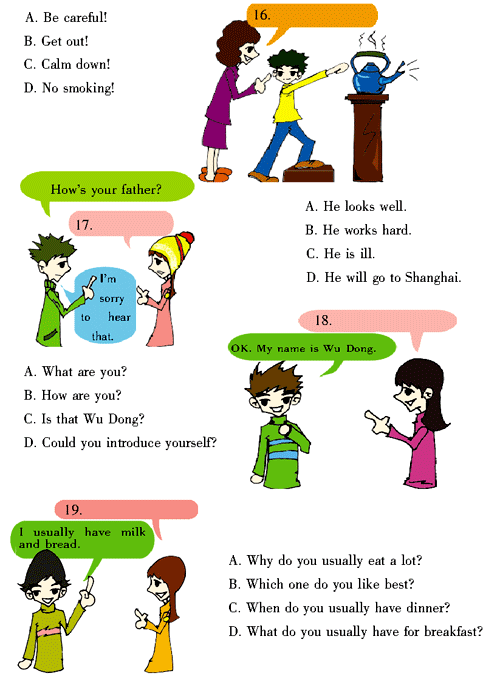 A. Be careful!
B. Get out!
C. Calm down!
D. No smoking!
16.
How's your father?
17.
I'm
sorry
to hear
that.
A. He looks well.
B. He works hard.
C. He is ill.
D. He will go to Shanghai.
18.
OK. My name is Wu Dong.
A. What are you?
B. How are you?
C. Is that Wu Dong?
D. Could you introduce yourself?
19.
I usually have milk
and bread.
A. Why do you usually eat a lot?
B. Which one do you like best?
C. When do you usually have dinner?
D. What do you usually have for breakfast?